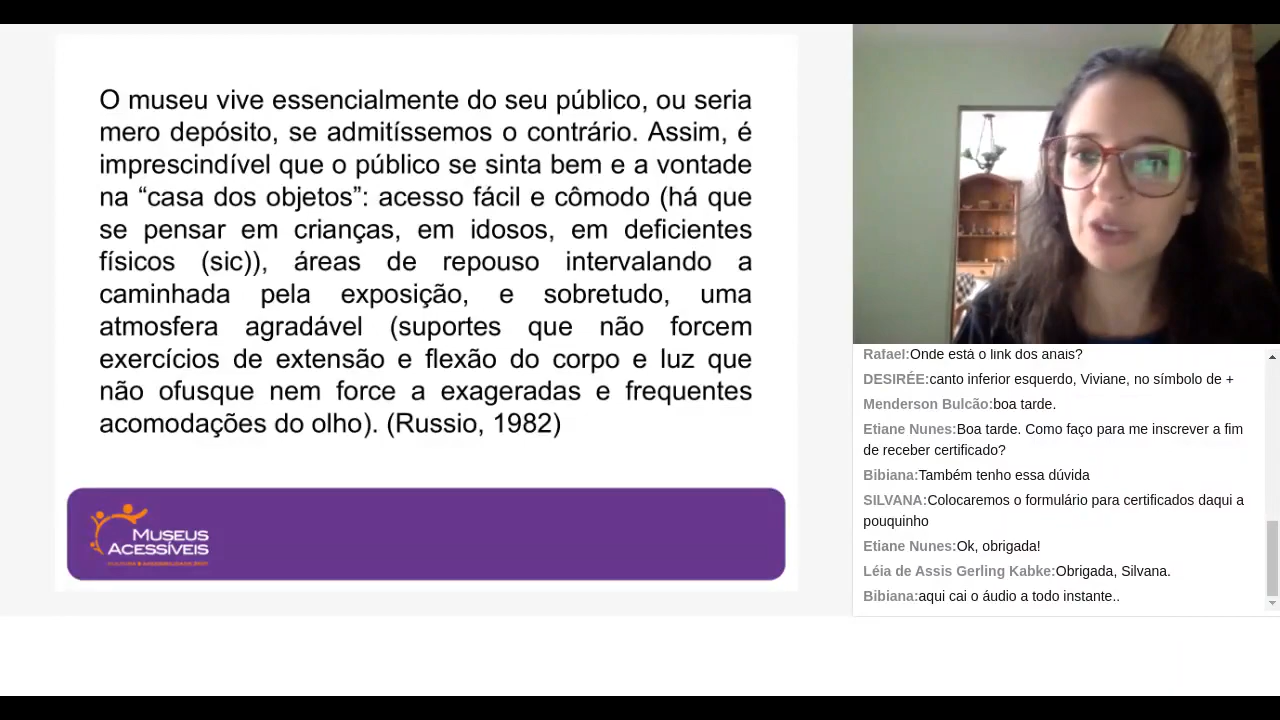 O museu vive essencialmente do seu público, ou seria
mero depósito, se admitíssemos o contrário. Assim, é
imprescindível que o público se sinta bem e a vontade
na “casa dos objetos”: acesso fácil e cômodo (há que
se pensar em crianças, em idosos, em deficientes
físicos (sic)), áreas de repouso intervalando a
caminhada pela exposição, e sobretudo, uma
atmosfera agradável (suportes que não forcem
exercícios de extensão e flexão do corpo e luz que
não ofusque nem force a exageradas e frequentes
acomodações do olho). (Russio, 1982)
MUSEUS
ACESSÍVEIS
Rafael:Onde está o link dos anais?
DESIRÉE:canto inferior esquerdo, Viviane, no símbolo de +
Menderson Bulcão:boa tarde.
Etiane Nunes:Boa tarde. Como faço para me inscrever a fim
de receber certificado?
Bibiana:Também tenho essa dúvida
SILVANA:Colocaremos o formulário para certificados daqui a
pouquinho
Etiane Nunes:Ok, obrigada!
Léia de Assis Gerling Kabke:Obrigada, Silvana.
Bibiana:aqui cai o áudio a todo instante..